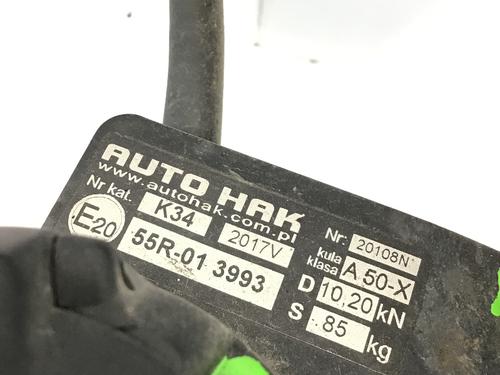 AUTO HAK
www.autohak.com.pl
Nr kat. K34 2017V
E20 55R-01 3993
Nr: 20108N
kula klasa A 50-X
D 10,20 kN
S 85 kg